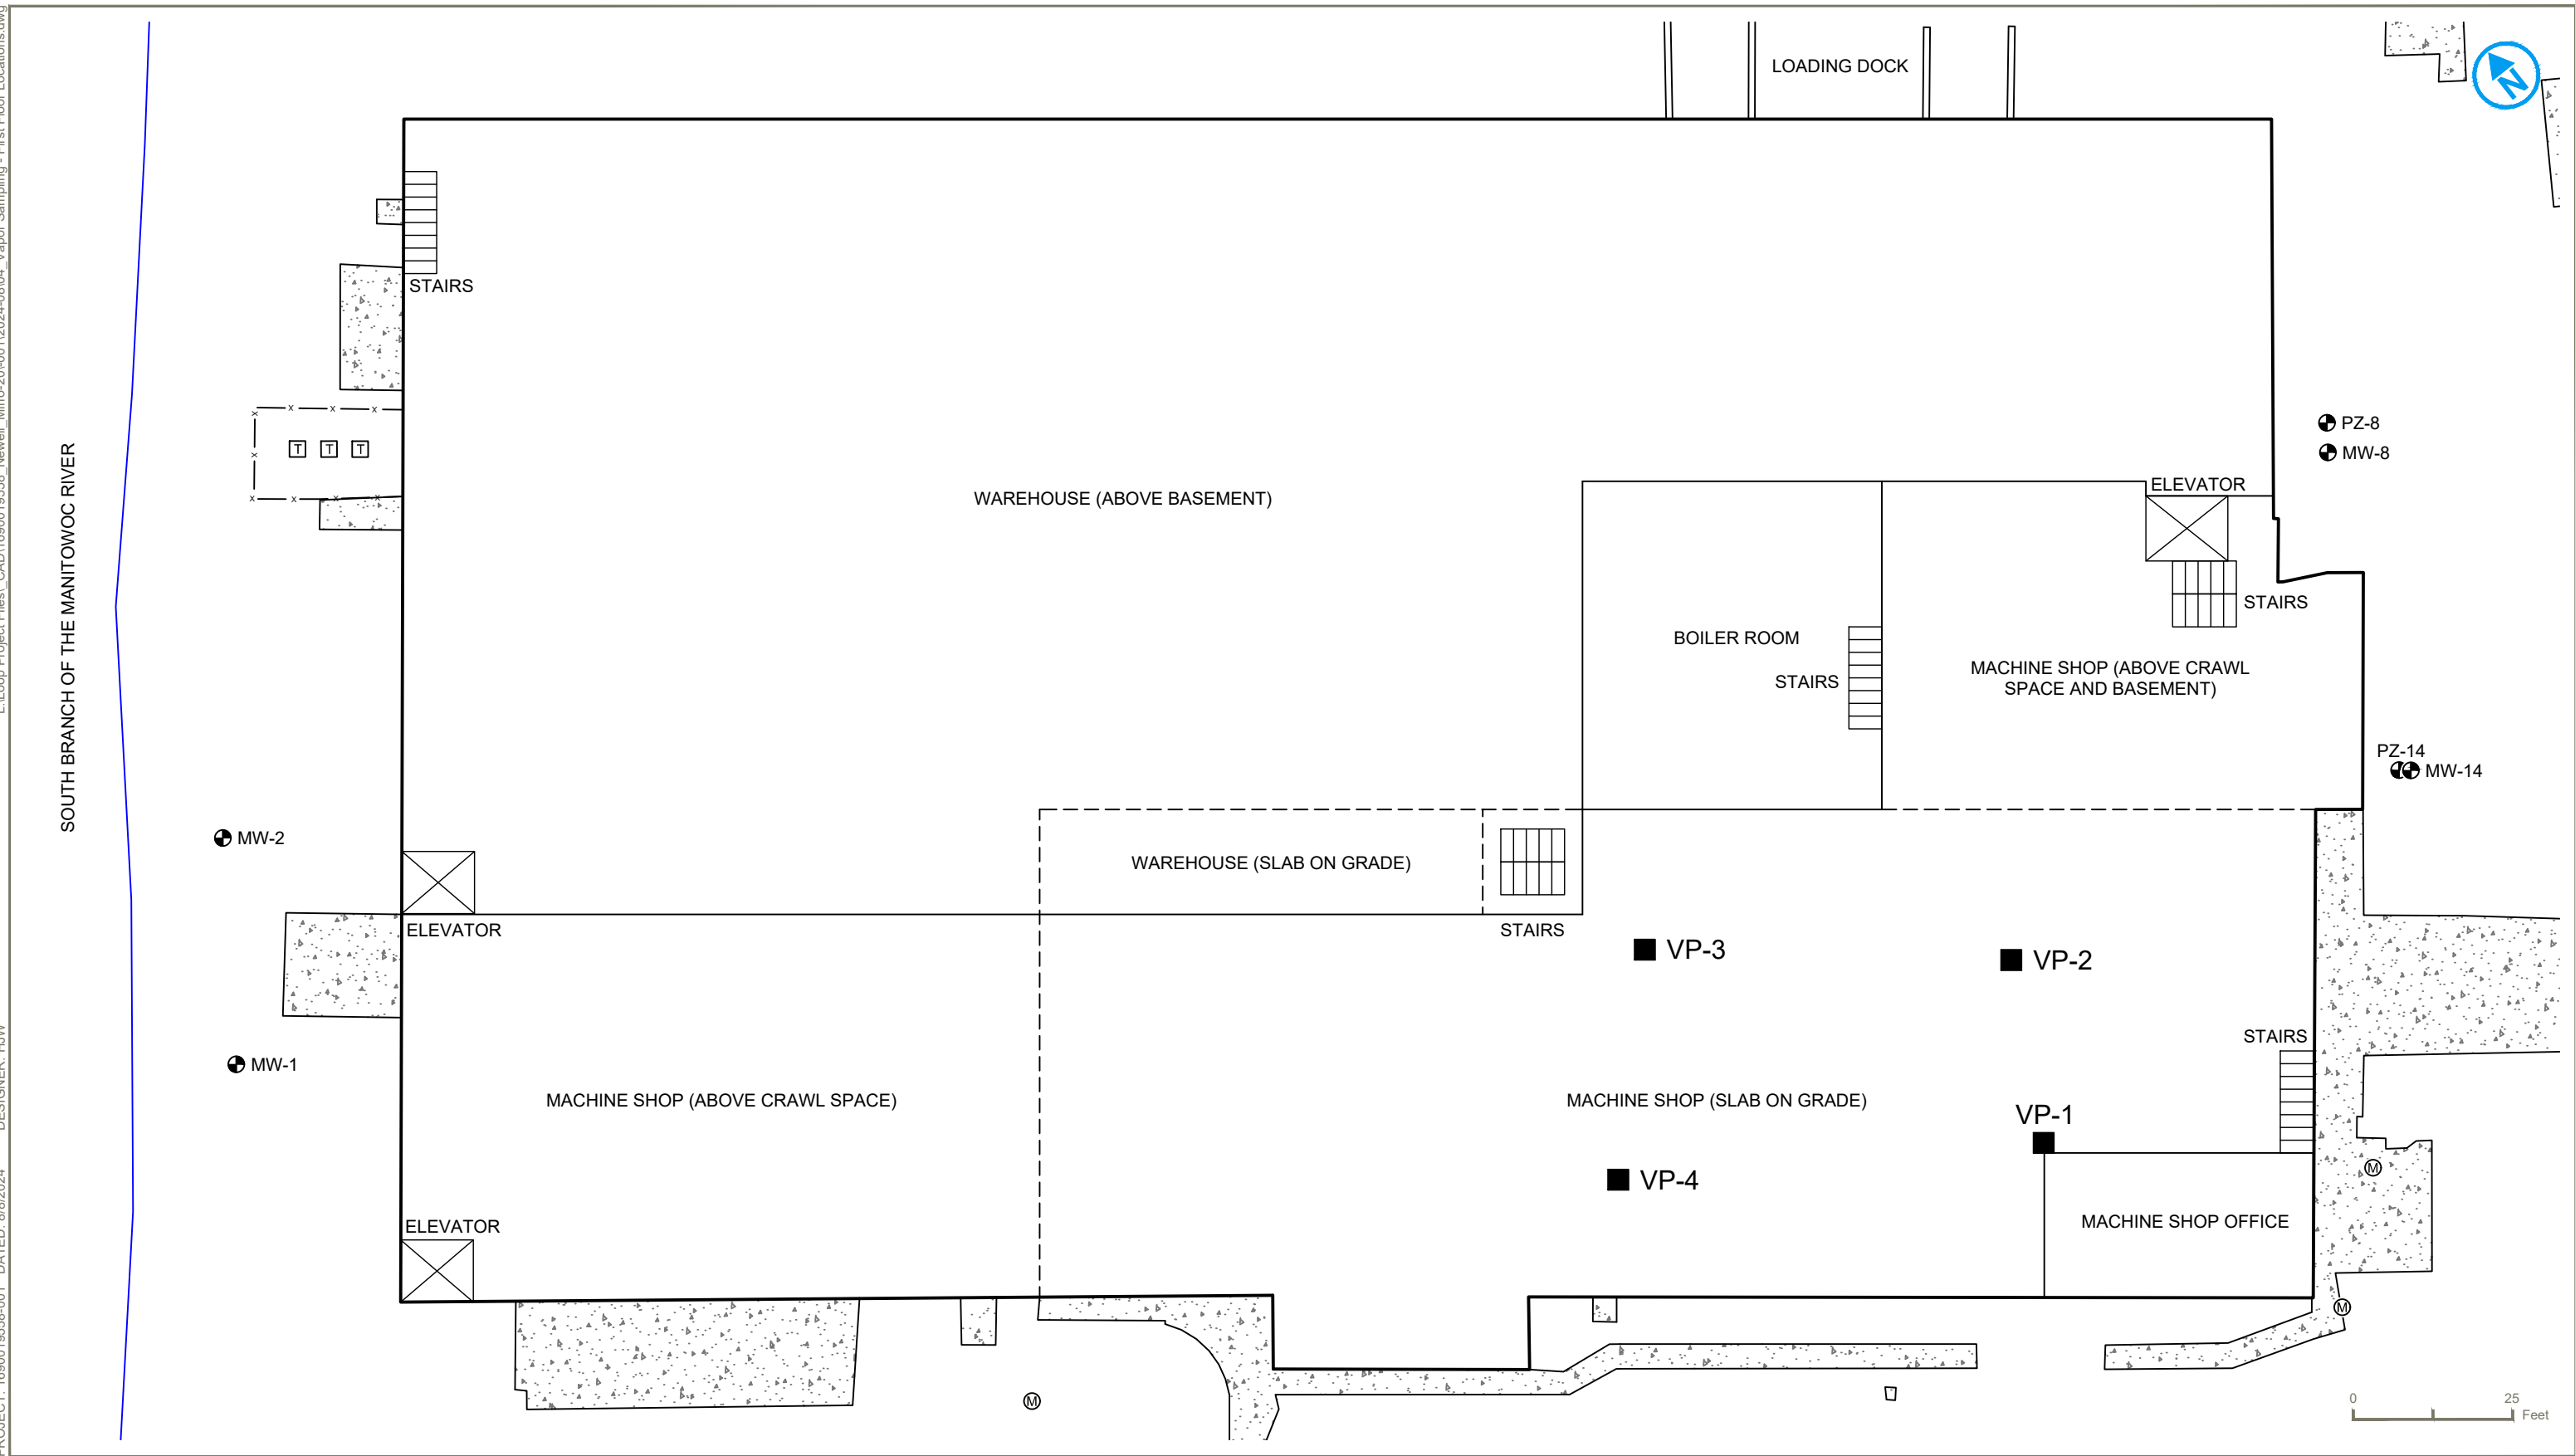 LOADING DOCK
N
STAIRS
T T T
PZ-8
MW-8
ELEVATOR
WAREHOUSE (ABOVE BASEMENT)
SOUTH BRANCH OF THE MANITOWOC RIVER
STAIRS
BOILER ROOM
STAIRS
MACHINE SHOP (ABOVE CRAWL
SPACE AND BASEMENT)
PZ-14
MW-14
MW-2
WAREHOUSE (SLAB ON GRADE)
ELEVATOR
STAIRS
VP-3
VP-2
STAIRS
MW-1
MACHINE SHOP (ABOVE CRAWL SPACE)
MACHINE SHOP (SLAB ON GRADE)
VP-1
M
VP-4
MACHINE SHOP OFFICE
ELEVATOR
M
M
0 25
Feet